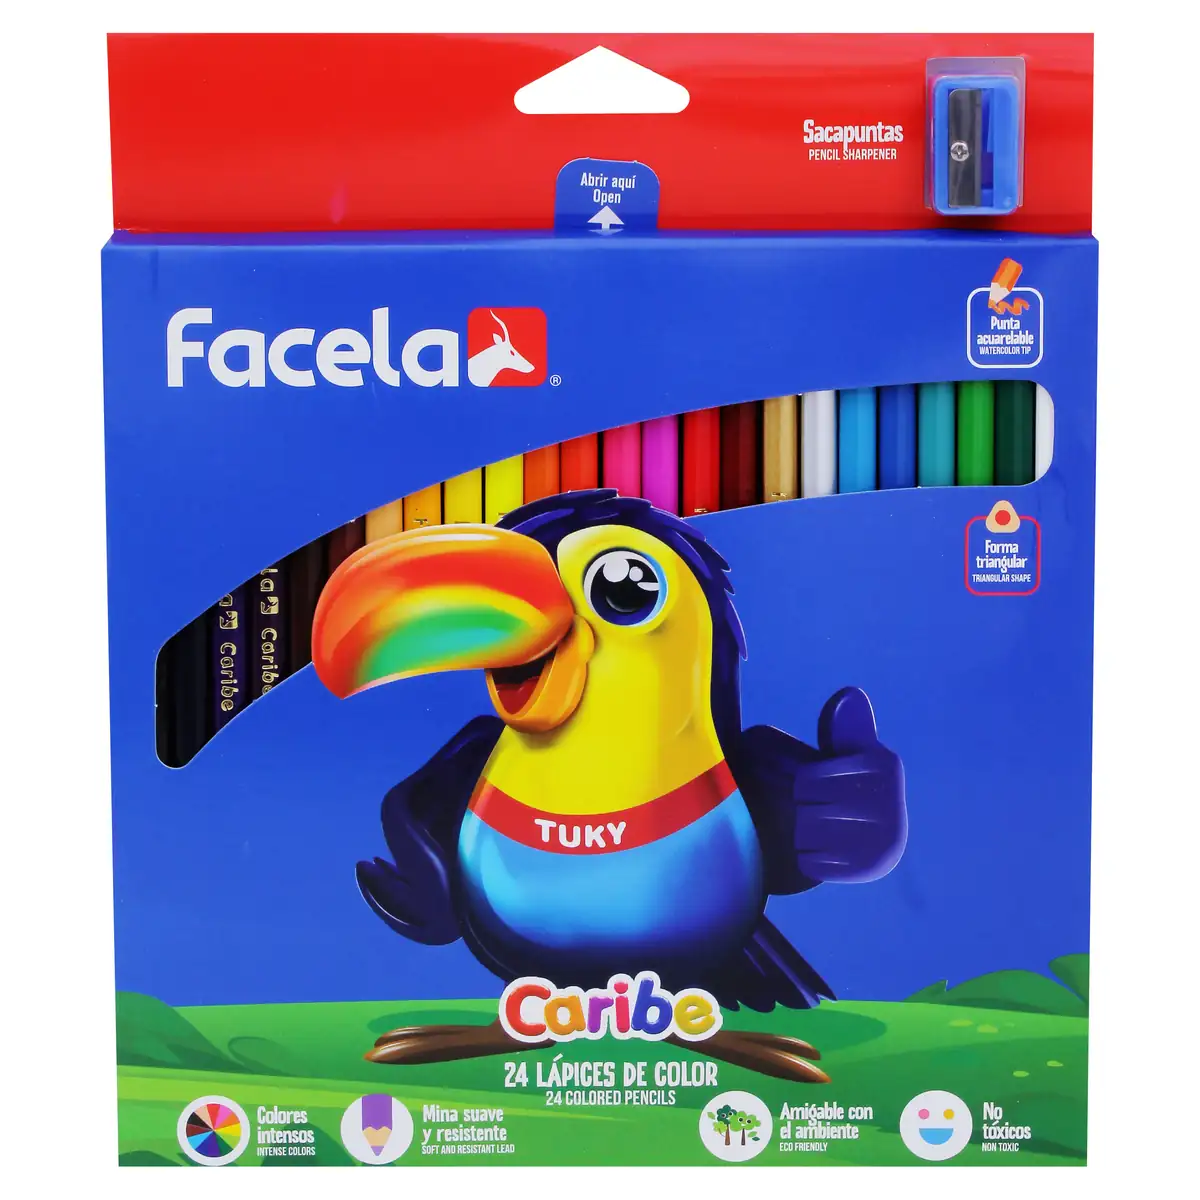 Sacapuntas
PENCIL SHARPENER
Abrir aquí
Open
Facela
®
Punta
acuarelable
WATERCOLOR TIP
Forma
triangular
TRIANGULAR SHAPE
Caribe
Caribe
TUKY
Caribe
24 LÁPICES DE COLOR
24 COLORED PENCILS
Colores
intensos
INTENSE COLORS
Mina suave
y resistente
SOFT AND RESISTANT LEAD
Amigable con
el ambiente
ECO FRIENDLY
No
tóxicos
NON TOXIC